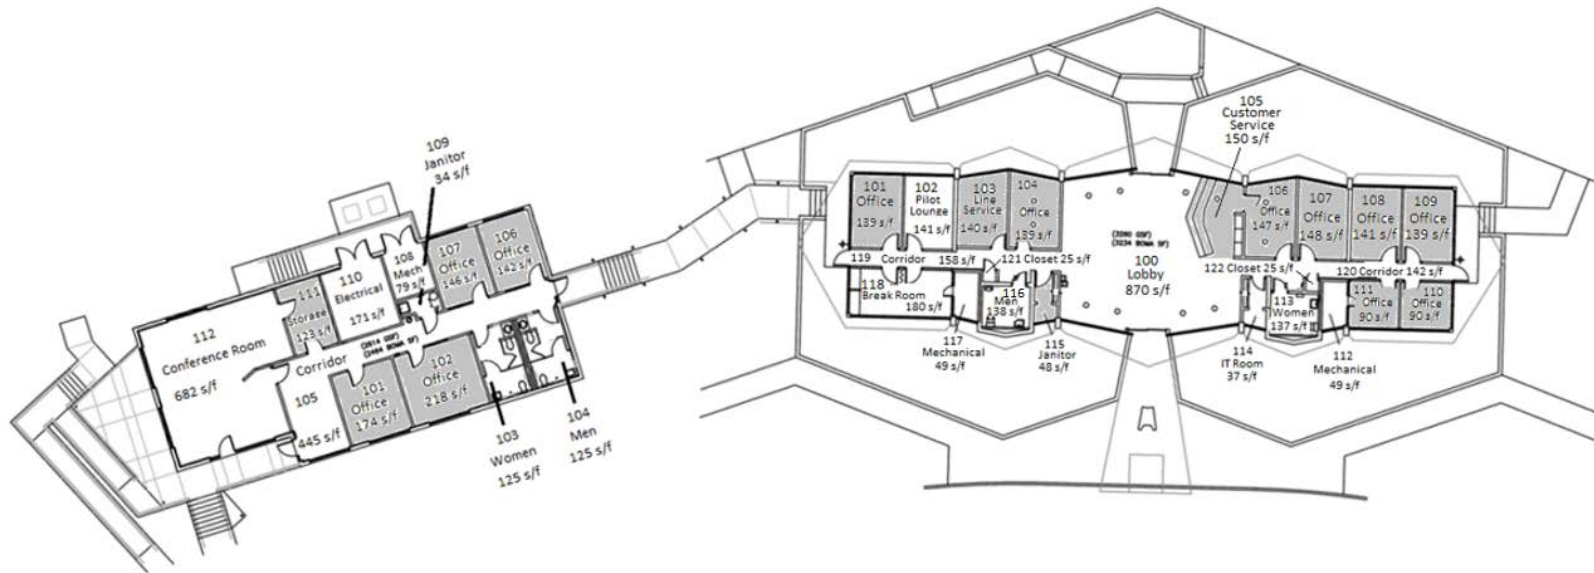 109
Janitor
34 s/f
107
Office
146 s/f
106
Office
142 s/f
108
Mech
79 s/f
110
Electrical
171 s/f
111
Storage
123 s/f
112
Conference Room
682 s/f
Corridor
105
445 s/f
101
Office
174 s/f
102
Office
218 s/f
103
Women
125 s/f
104
Men
125 s/f
105
Customer
Service
150 s/f
101
Office
139 s/f
102
Pilot
Lounge
141 s/f
103
Line
Service
140 s/f
104
Office
139 s/f
(3260 GSF)
(3234 BOMA SF)
100
Lobby
870 s/f
106
Office
147 s/f
107
Office
148 s/f
108
Office
141 s/f
109
Office
139 s/f
119 Corridor 158 s/f
121 Closet 25 s/f
122 Closet 25 s/f
120 Corridor 142 s/f
118
Break Room
180 s/f
116
Men
138 s/f
113
Women
137 s/f
111
Office
90 s/f
110
Office
90 s/f
117
Mechanical
49 s/f
115
Janitor
48 s/f
114
IT Room
37 s/f
112
Mechanical
49 s/f